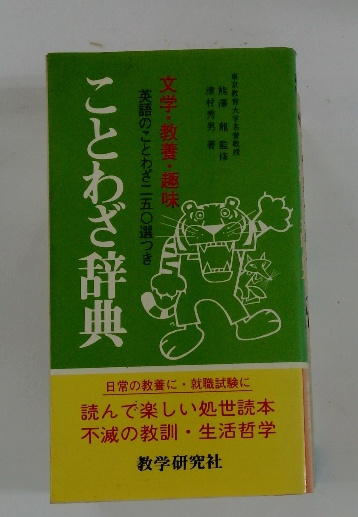 東京教育大学名誉教授
熊澤龍 監修
津村秀男 著
文学・教養・趣味
英語のことわざ二五〇選つき
ことわざ辞典
日常の教養に・就職試験に
読んで楽しい処世読本
不滅の教訓・生活哲学
教学研究社